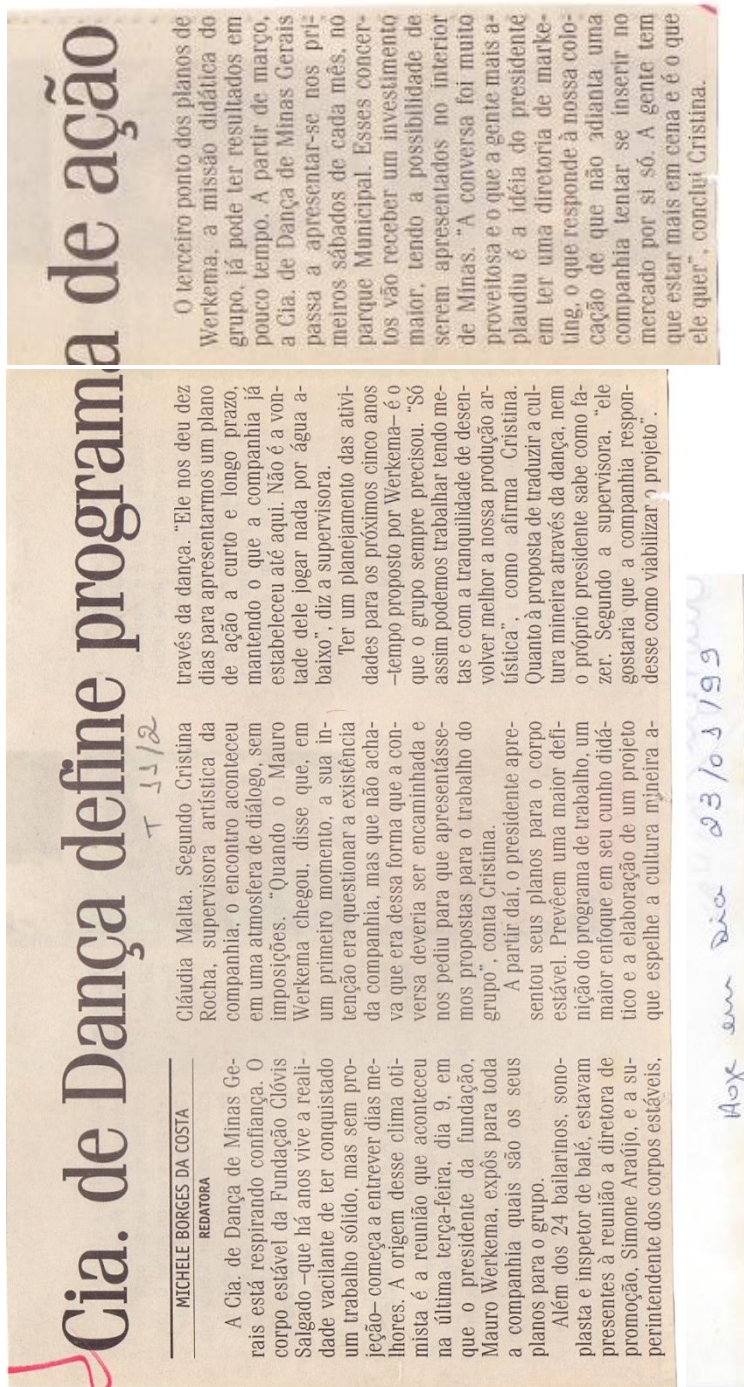 Cia. de Dança define programa de ação
T 11/2
MICHELE BORGES DA COSTA
REDATORA
A Cia. de Dança de Minas Ge-
rais está respirando confiança. O
corpo estável da Fundação Clóvis
Salgado –que há anos vive a reali-
dade vacilante de ter conquistado
um trabalho sólido, mas sem pro-
jeção– começa a entrever dias me-
lhores. A origem desse clima oti-
mista é a reunião que aconteceu
na última terça-feira, dia 9, em
que o presidente da fundação,
Mauro Werkema, expôs para toda
a companhia quais são os seus
planos para o grupo.
Além dos 24 bailarinos, sono-
plasta e inspetor de balé, estavam
presentes à reunião a diretora de
promoção, Simone Araújo, e a su-
perintendente dos corpos estáveis,
Cláudia Malta. Segundo Cristina
Rocha, supervisora artística da
companhia, o encontro aconteceu
em uma atmosfera de diálogo, sem
imposições. "Quando o Mauro
Werkema chegou, disse que, em
um primeiro momento, a sua in-
tenção era questionar a existência
da companhia, mas que não acha-
va que era dessa forma que a con-
versa deveria ser encaminhada e
nos pediu para que apresentásse-
mos propostas para o trabalho do
grupo", conta Cristina.
A partir daí, o presidente apre-
sentou seus planos para o corpo
estável. Prevêem uma maior defi-
nição do programa de trabalho, um
maior enfoque em seu cunho didá-
tico e a elaboração de um projeto
que espelhe a cultura mineira a-
través da dança. "Ele nos deu dez
dias para apresentarmos um plano
de ação a curto e longo prazo,
mantendo o que a companhia já
estabeleceu até aqui. Não é a von-
tade dele jogar nada por água a-
baixo", diz a supervisora.
Ter um planejamento das ativi-
dades para os próximos cinco anos
–tempo proposto por Werkema– é o
que o grupo sempre precisou. "Só
assim podemos trabalhar tendo me-
tas e com a tranquilidade de desen-
volver melhor a nossa produção ar-
tística", como afirma Cristina.
Quanto à proposta de traduzir a cul-
tura mineira através da dança, nem
o próprio presidente sabe como fa-
zer. Segundo a supervisora, "ele
gostaria que a companhia respon-
desse como viabilizar o projeto".
O terceiro ponto dos planos de
Werkema, a missão didática do
grupo, já pode ter resultados em
pouco tempo. A partir de março,
a Cia. de Dança de Minas Gerais
passa a apresentar-se nos pri-
meiros sábados de cada mês, no
parque Municipal. Esses concer-
tos vão receber um investimento
maior, tendo a possibilidade de
serem apresentados no interior
de Minas. "A conversa foi muito
proveitosa e o que a gente mais a-
plaudiu é a idéia do presidente
em ter uma diretoria de marke-
ting, o que responde à nossa colo-
cação de que não adianta uma
companhia tentar se inserir no
mercado por si só. A gente tem
que estar mais em cena e é o que
ele quer", conclui Cristina.
em Dia 23/01/99